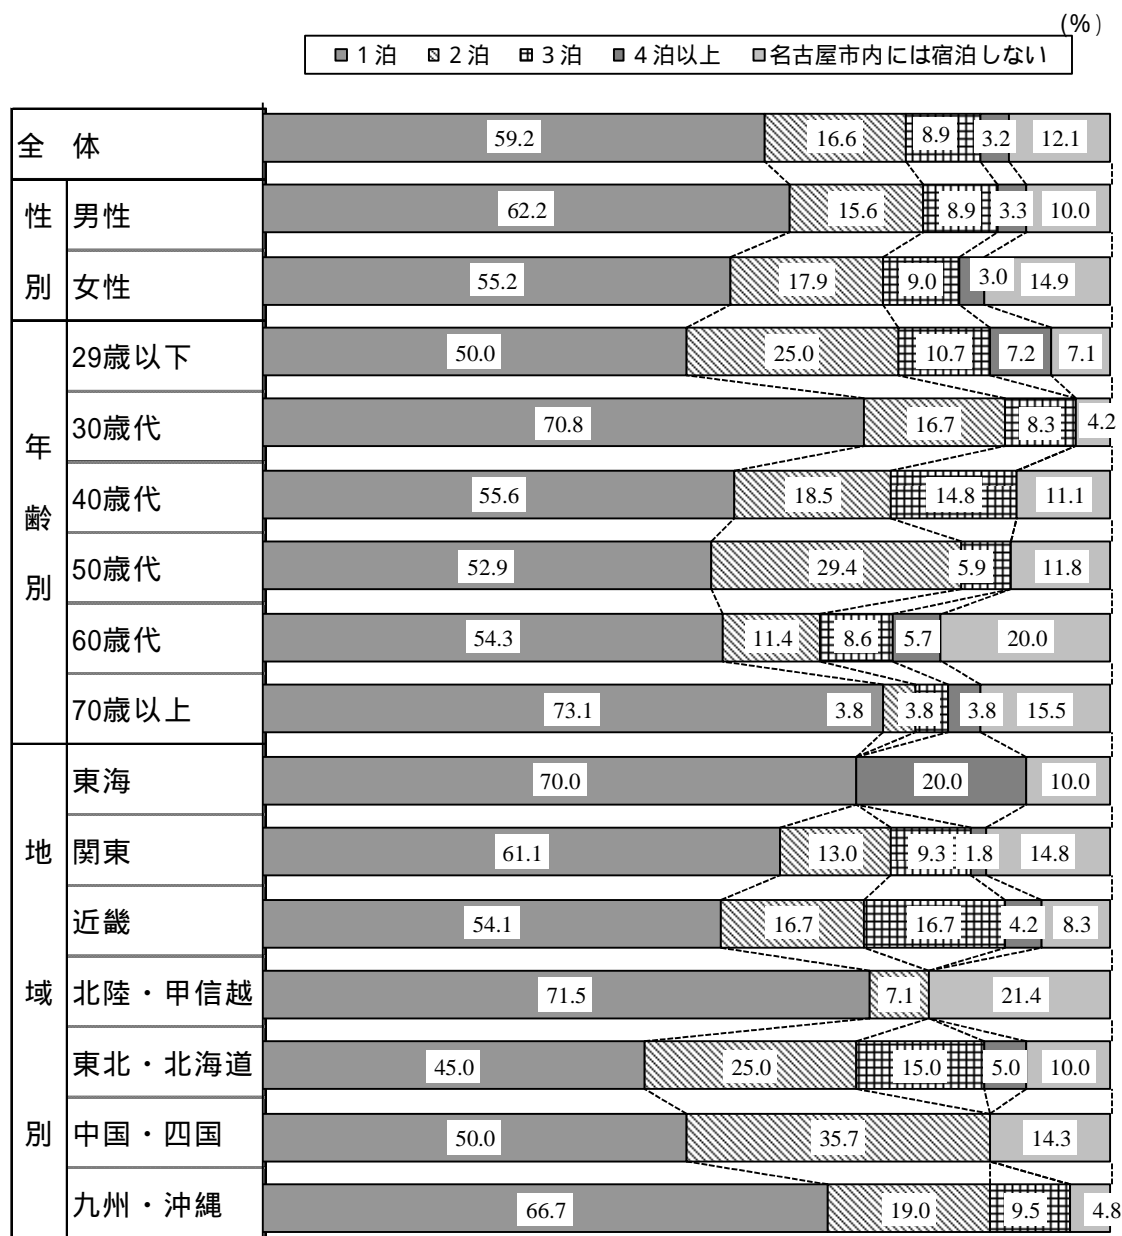 (%)
1泊 2泊 3泊 4泊以上 名古屋市内には宿泊しない
全 体 59.2 16.6 8.9 3.2 12.1
性別
男性 62.2 15.6 8.9 3.3 10.0
女性 55.2 17.9 9.0 3.0 14.9
年齢別
29歳以下 50.0 25.0 10.7 7.2 7.1
30歳代 70.8 16.7 8.3 4.2
40歳代 55.6 18.5 14.8 11.1
50歳代 52.9 29.4 5.9 11.8
60歳代 54.3 11.4 8.6 5.7 20.0
70歳以上 73.1 3.8 3.8 3.8 15.5
地域別
東海 70.0 20.0 10.0
関東 61.1 13.0 9.3 1.8 14.8
近畿 54.1 16.7 16.7 4.2 8.3
北陸・甲信越 71.5 7.1 21.4
東北・北海道 45.0 25.0 15.0 5.0 10.0
中国・四国 50.0 35.7 14.3
九州・沖縄 66.7 19.0 9.5 4.8